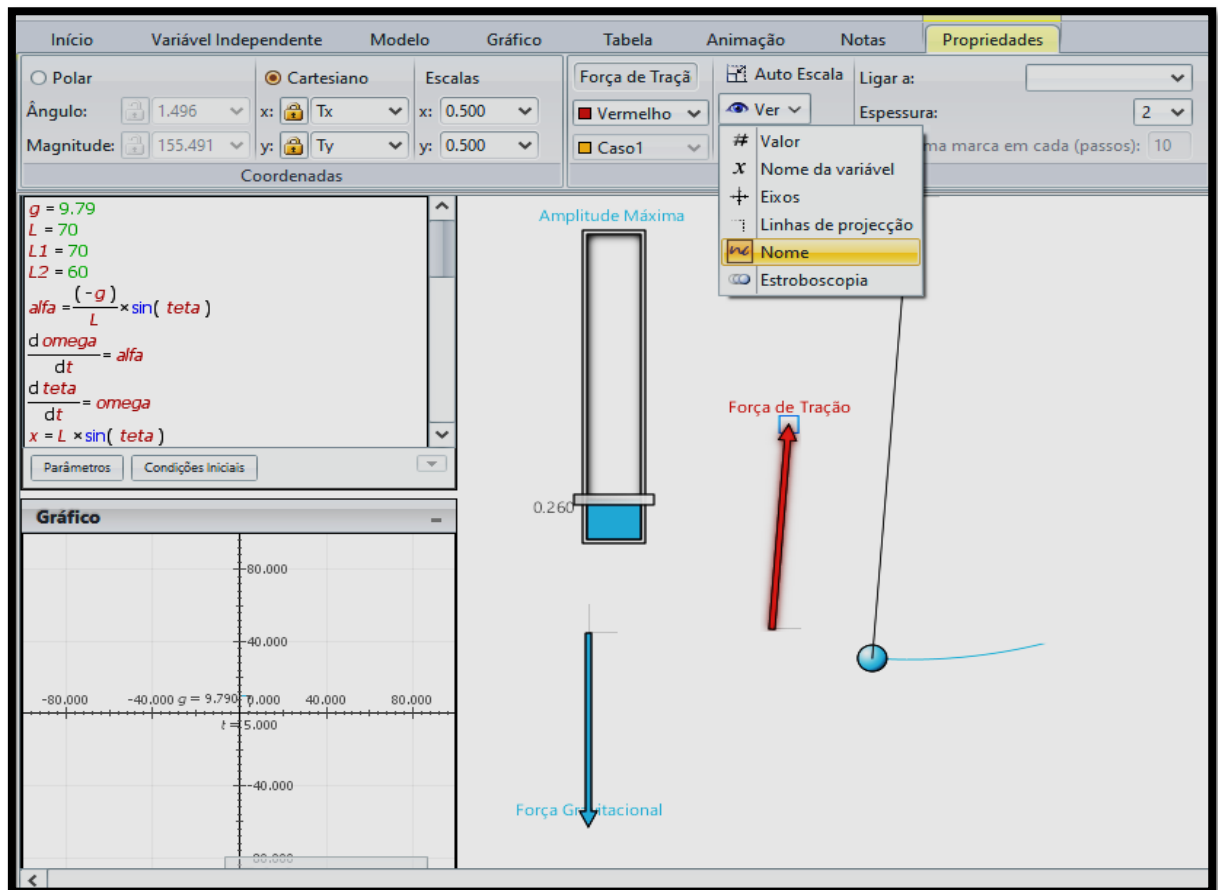 Início Variável Independente Modelo Gráfico Tabela Animação Notas Propriedades
Polar Cartesiano Escalas
Ângulo: 1.496 x: Tx x: 0.500
Magnitude: 155.491 y: Ty y: 0.500
Coordenadas
Força de Traçã Auto Escala Ligar a:
Vermelho Ver Espessura: 2
Caso1 ma marca em cada (passos): 10
# Valor
x Nome da variável
Eixos
Linhas de projecção
Nome
Estroboscopia
g = 9.79
L = 70
L1 = 70
L2 = 60
alfa = (-g) / L × sin( teta )
d omega / dt = alfa
d teta / dt = omega
x = L × sin( teta )
Parâmetros Condições Iniciais
Gráfico
80.000
40.000
-80.000 -40.000 g = 9.790 0.000 40.000 80.000
t = 5.000
-40.000
Amplitude Máxima
0.260
Força de Tração
Força Gravitacional